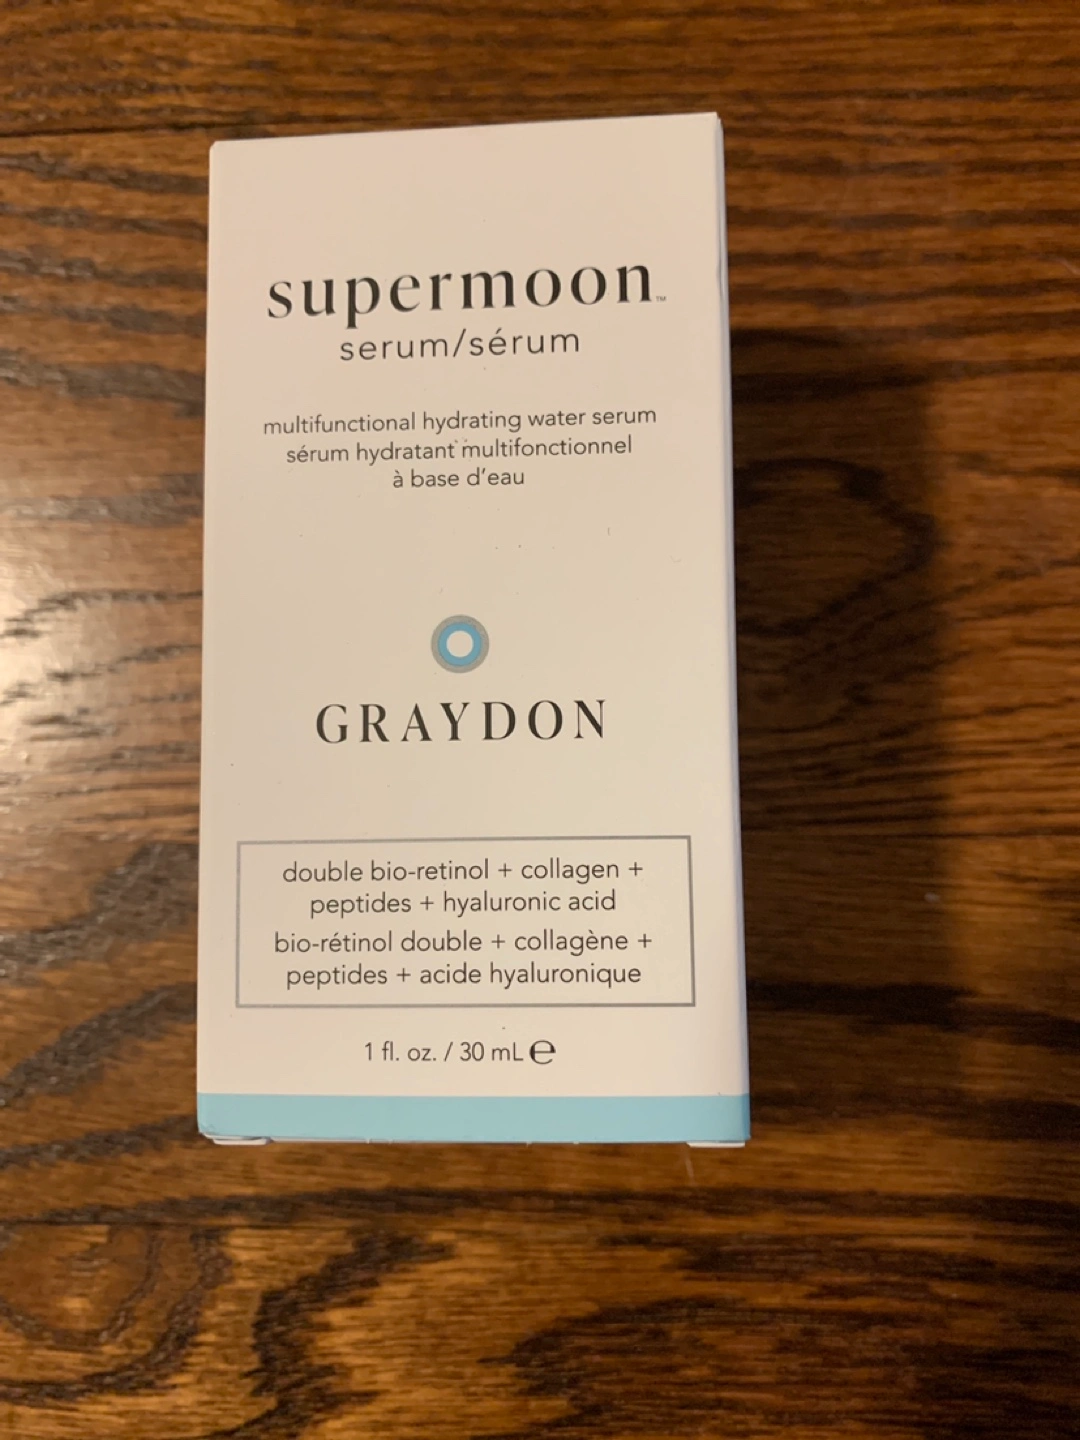 supermoon™
serum/sérum
multifunctional hydrating water serum
sérum hydratant multifonctionnel
à base d'eau
GRAYDON
double bio-retinol + collagen +
peptides + hyaluronic acid
bio-rétinol double + collagène +
peptides + acide hyaluronique
1 fl. oz. / 30 mL ℮